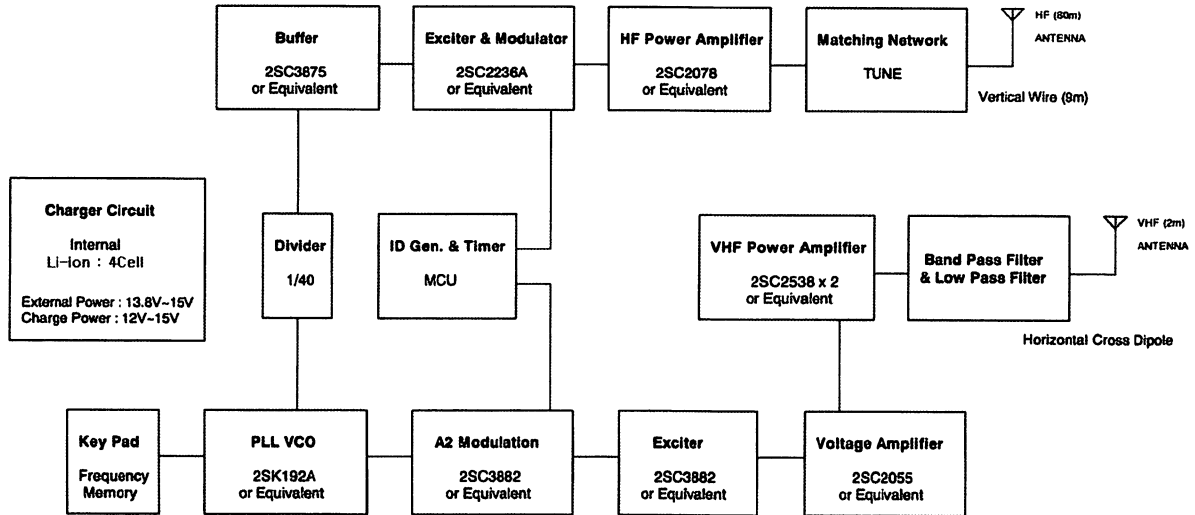 Buffer
2SC3875
or Equivalent
Exciter & Modulator
2SC2236A
or Equivalent
HF Power Amplifier
2SC2078
or Equivalent
Matching Network
TUNE
HF (80m)
ANTENNA
Vertical Wire (9m)
Charger Circuit
Internal
Li-ion : 4Cell
External Power : 13.8V~15V
Charge Power : 12V~15V
Divider
1/40
ID Gen. & Timer
MCU
VHF Power Amplifier
2SC2538 x 2
or Equivalent
Band Pass Filter
& Low Pass Filter
VHF (2m)
ANTENNA
Horizontal Cross Dipole
Key Pad
Frequency
Memory
PLL VCO
2SK192A
or Equivalent
A2 Modulation
2SC3882
or Equivalent
Exciter
2SC3882
or Equivalent
Voltage Amplifier
2SC2055
or Equivalent